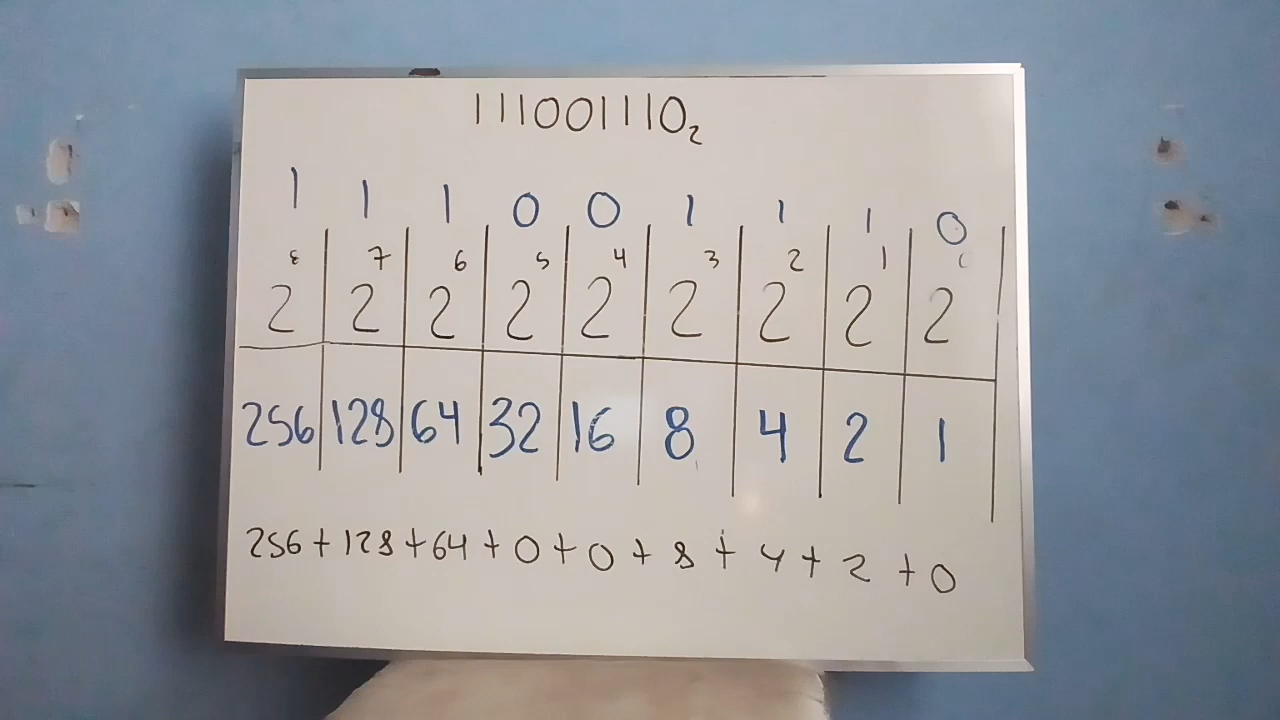 111001110₂
1 1 1 0 0 1 1 1 0
2⁸ 2⁷ 2⁶ 2⁵ 2⁴ 2³ 2² 2¹ 2⁰
256 128 64 32 16 8 4 2 1
256 + 128 + 64 + 0 + 0 + 8 + 4 + 2 + 0